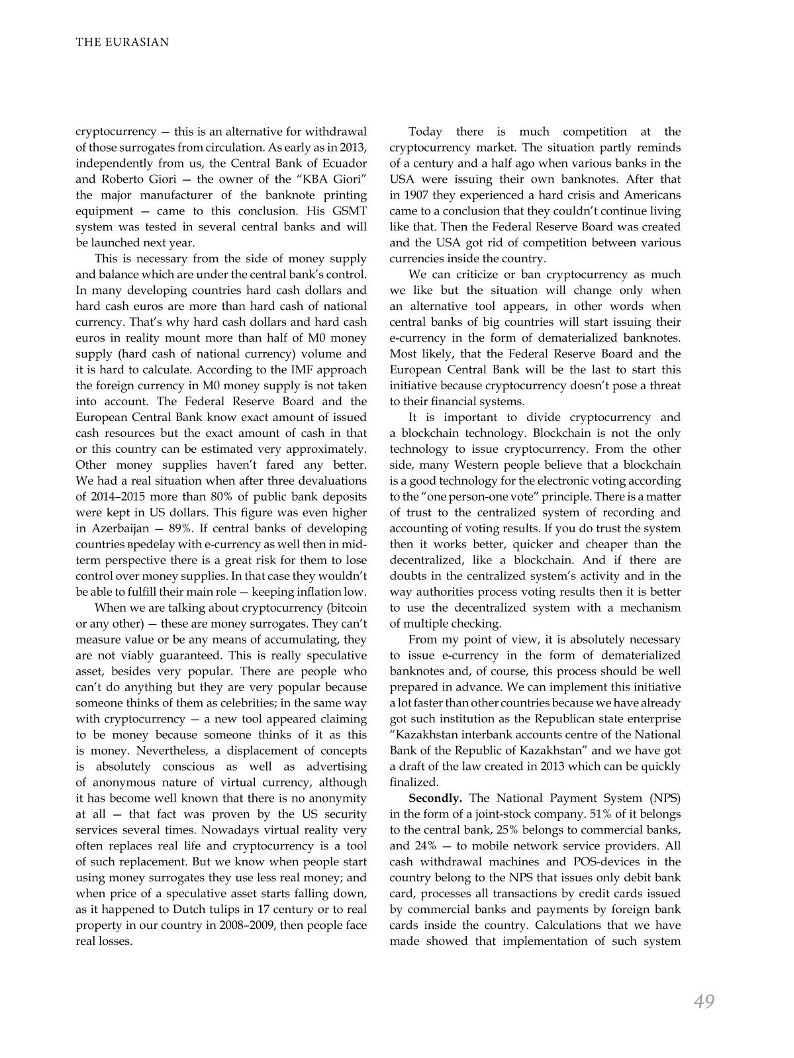 THE EURASIAN
cryptocurrency — this is an alternative for withdrawal
of those surrogates from circulation. As early as in 2013,
independently from us, the Central Bank of Ecuador
and Roberto Giori — the owner of the “KBA Giori”
the major manufacturer of the banknote printing
equipment — came to this conclusion. His GSMT
system was tested in several central banks and will
be launched next year.
This is necessary from the side of money supply
and balance which are under the central bank’s control.
In many developing countries hard cash dollars and
hard cash euros are more than hard cash of national
currency. That’s why hard cash dollars and hard cash
euros in reality mount more than half of M0 money
supply (hard cash of national currency) volume and
it is hard to calculate. According to the IMF approach
the foreign currency in M0 money supply is not taken
into account. The Federal Reserve Board and the
European Central Bank know exact amount of issued
cash resources but the exact amount of cash in that
or this country can be estimated very approximately.
Other money supplies haven’t fared any better.
We had a real situation when after three devaluations
of 2014–2015 more than 80% of public bank deposits
were kept in US dollars. This figure was even higher
in Azerbaijan — 89%. If central banks of developing
countries вpedelay with e-currency as well then in mid-
term perspective there is a great risk for them to lose
control over money supplies. In that case they wouldn’t
be able to fulfill their main role — keeping inflation low.
When we are talking about cryptocurrency (bitcoin
or any other) — these are money surrogates. They can’t
measure value or be any means of accumulating, they
are not viably guaranteed. This is really speculative
asset, besides very popular. There are people who
can’t do anything but they are very popular because
someone thinks of them as celebrities; in the same way
with cryptocurrency — a new tool appeared claiming
to be money because someone thinks of it as this
is money. Nevertheless, a displacement of concepts
is absolutely conscious as well as advertising
of anonymous nature of virtual currency, although
it has become well known that there is no anonymity
at all — that fact was proven by the US security
services several times. Nowadays virtual reality very
often replaces real life and cryptocurrency is a tool
of such replacement. But we know when people start
using money surrogates they use less real money; and
when price of a speculative asset starts falling down,
as it happened to Dutch tulips in 17 century or to real
property in our country in 2008–2009, then people face
real losses.
Today there is much competition at the
cryptocurrency market. The situation partly reminds
of a century and a half ago when various banks in the
USA were issuing their own banknotes. After that
in 1907 they experienced a hard crisis and Americans
came to a conclusion that they couldn’t continue living
like that. Then the Federal Reserve Board was created
and the USA got rid of competition between various
currencies inside the country.
We can criticize or ban cryptocurrency as much
we like but the situation will change only when
an alternative tool appears, in other words when
central banks of big countries will start issuing their
e-currency in the form of dematerialized banknotes.
Most likely, that the Federal Reserve Board and the
European Central Bank will be the last to start this
initiative because cryptocurrency doesn’t pose a threat
to their financial systems.
It is important to divide cryptocurrency and
a blockchain technology. Blockchain is not the only
technology to issue cryptocurrency. From the other
side, many Western people believe that a blockchain
is a good technology for the electronic voting according
to the “one person-one vote” principle. There is a matter
of trust to the centralized system of recording and
accounting of voting results. If you do trust the system
then it works better, quicker and cheaper than the
decentralized, like a blockchain. And if there are
doubts in the centralized system’s activity and in the
way authorities process voting results then it is better
to use the decentralized system with a mechanism
of multiple checking.
From my point of view, it is absolutely necessary
to issue e-currency in the form of dematerialized
banknotes and, of course, this process should be well
prepared in advance. We can implement this initiative
a lot faster than other countries because we have already
got such institution as the Republican state enterprise
“Kazakhstan interbank accounts centre of the National
Bank of the Republic of Kazakhstan” and we have got
a draft of the law created in 2013 which can be quickly
finalized.
Secondly. The National Payment System (NPS)
in the form of a joint-stock company. 51% of it belongs
to the central bank, 25% belongs to commercial banks,
and 24% — to mobile network service providers. All
cash withdrawal machines and POS-devices in the
country belong to the NPS that issues only debit bank
card, processes all transactions by credit cards issued
by commercial banks and payments by foreign bank
cards inside the country. Calculations that we have
made showed that implementation of such system
49